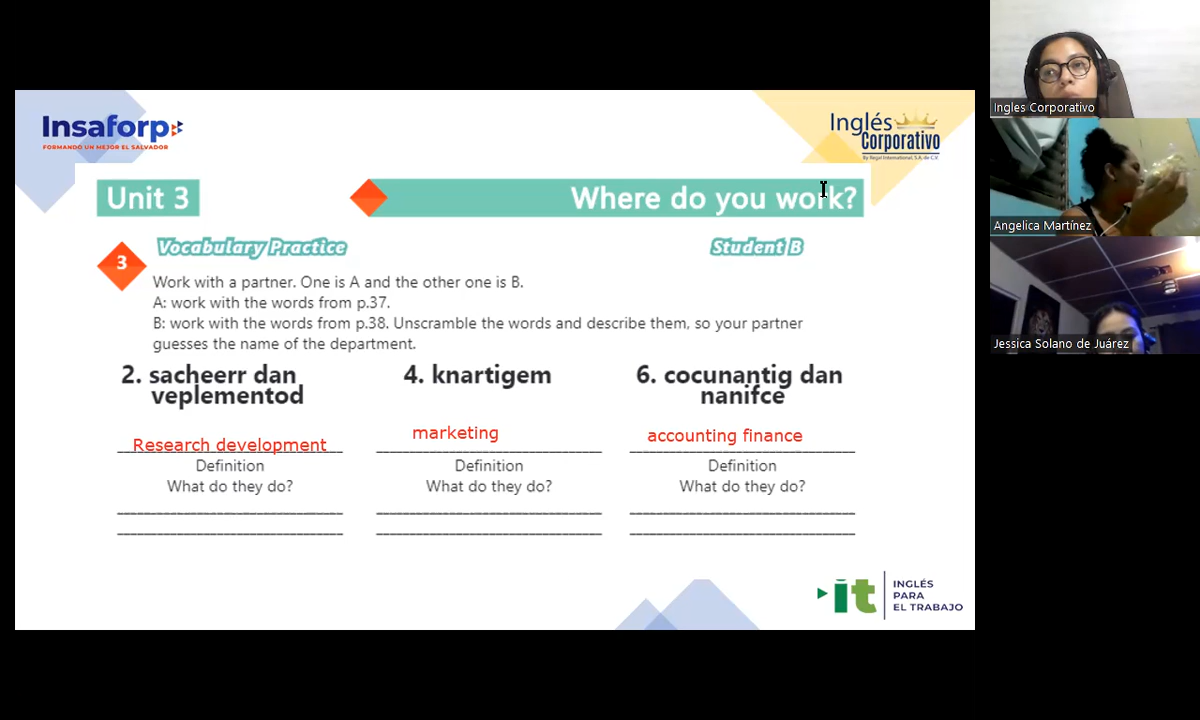 Insaforp
FORMANDO UN MEJOR EL SALVADOR
Inglés
Corporativo
By Regal International, S.A. de C.V.
Unit 3
Where do you work?
Vocabulary Practice
Student B
3
Work with a partner. One is A and the other one is B.
A: work with the words from p.37.
B: work with the words from p.38. Unscramble the words and describe them, so your partner
guesses the name of the department.
2. sacheerr dan
veplementod
Research development
Definition
What do they do?
4. knartigem
marketing
Definition
What do they do?
6. cocunantig dan
nanifce
accounting finance
Definition
What do they do?
it
INGLÉS
PARA
EL TRABAJO
Ingles Corporativo
Angelica Martínez
Jessica Solano de Juárez